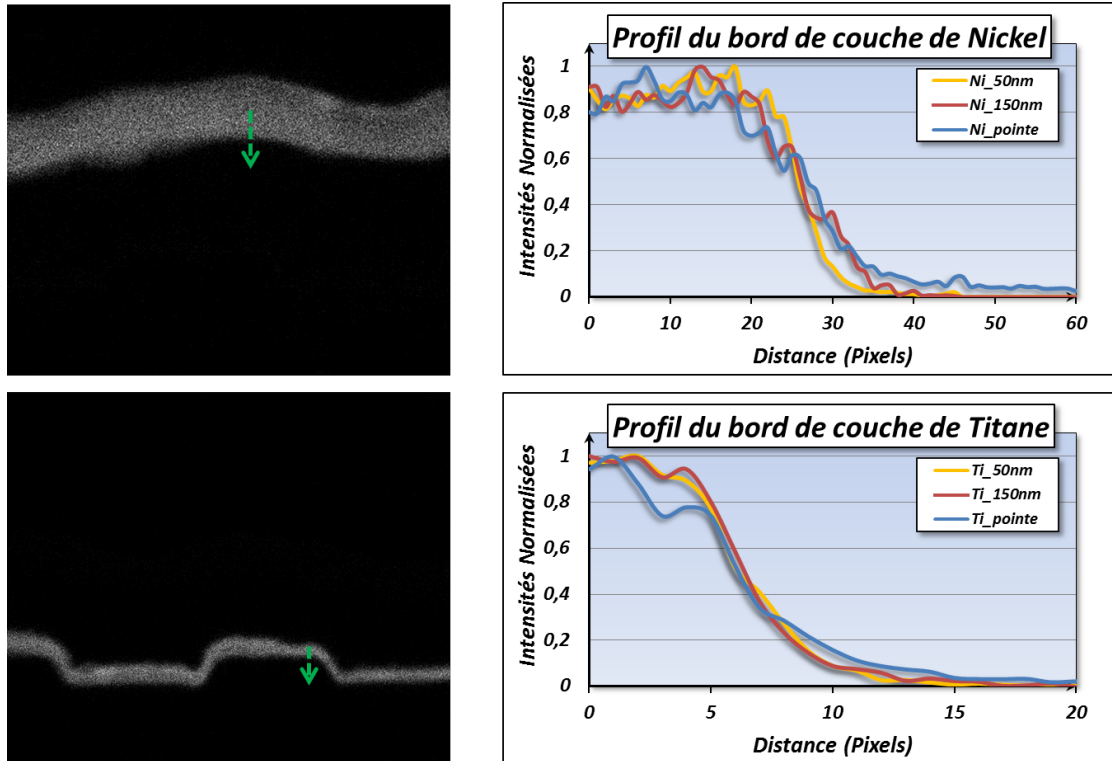 Profil du bord de couche de Nickel
Intensités Normalisées
1
0,8
0,6
0,4
0,2
0
Ni_50nm
Ni_150nm
Ni_pointe
0 10 20 30 40 50 60
Distance (Pixels)
Profil du bord de couche de Titane
Intensités Normalisées
1
0,8
0,6
0,4
0,2
0
Ti_50nm
Ti_150nm
Ti_pointe
0 5 10 15 20
Distance (Pixels)